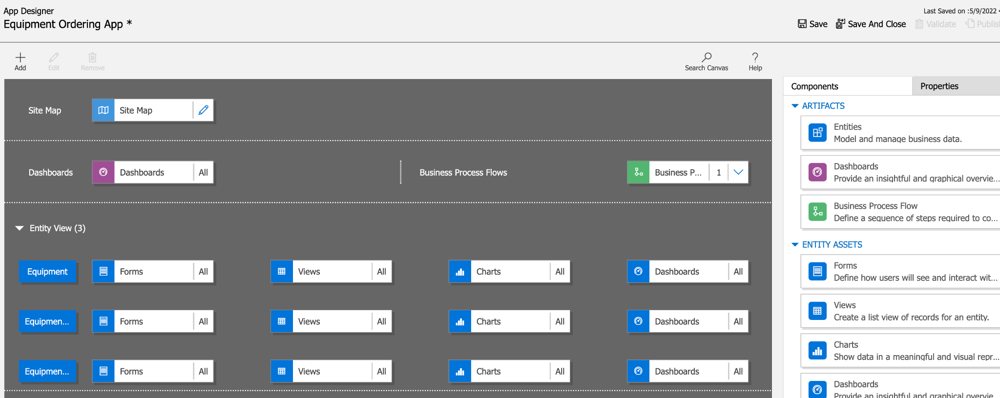 App Designer
Equipment Ordering App *
Last Saved on :5/9/2022
Save
Save And Close
Validate
Publis
Add
Edit
Remove
Search Canvas
Help
Site Map
Site Map
Dashboards
Dashboards
All
Business Process Flows
Business P...
1
Entity View (3)
Equipment
Forms
All
Views
All
Charts
All
Dashboards
All
Equipmen...
Forms
All
Views
All
Charts
All
Dashboards
All
Equipmen...
Forms
All
Views
All
Charts
All
Dashboards
All
Components
Properties
ARTIFACTS
Entities
Model and manage business data.
Dashboards
Provide an insightful and graphical overvie...
Business Process Flow
Define a sequence of steps required to co...
ENTITY ASSETS
Forms
Define how users will see and interact wit...
Views
Create a list view of records for an entity.
Charts
Show data in a meaningful and visual repr...
Dashboards
Provide an insightful and graphical overvie